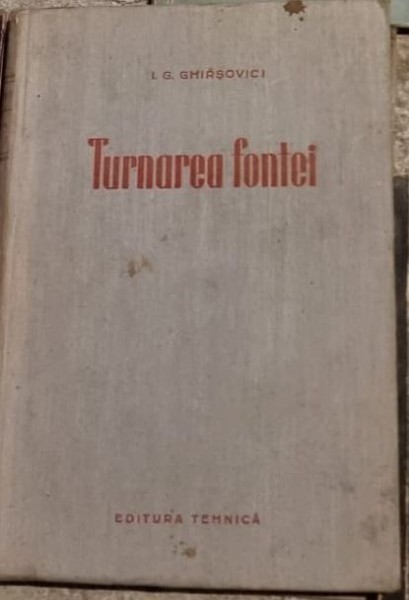 I. G. GHIRŞOVICI
Turnarea fontei
EDITURA TEHNICĂ